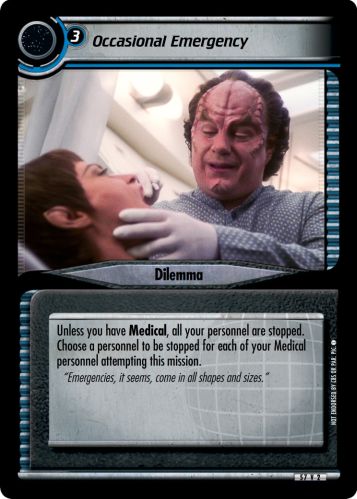 3
Occasional Emergency
Dilemma
Unless you have Medical, all your personnel are stopped.
Choose a personnel to be stopped for each of your Medical
personnel attempting this mission.
"Emergencies, it seems, come in all shapes and sizes."
NOT ENDORSED BY CBS OR PAR. PIC.
57 V 2